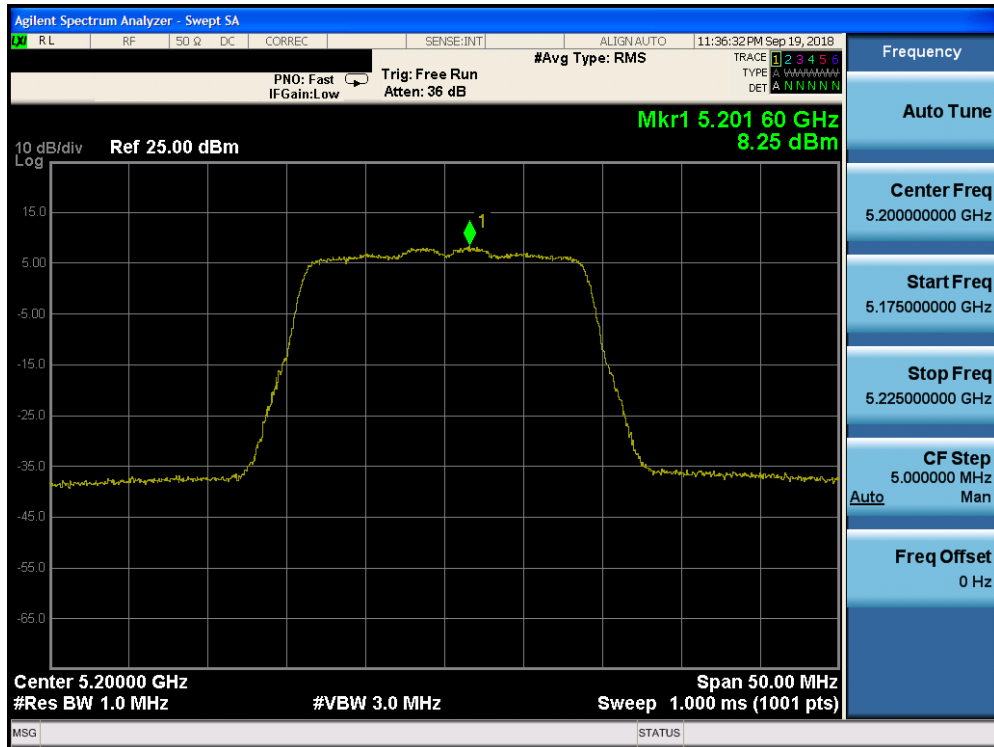 Agilent Spectrum Analyzer - Swept SA
LXI RL RF 50 Ω DC CORREC SENSE:INT ALIGN AUTO 11:36:32 PM Sep 19, 2018
#Avg Type: RMS
TRACE 1 2 3 4 5 6
PNO: Fast Trig: Free Run
TYPE A WWWWW
IFGain:Low Atten: 36 dB
DET A N N N N N
Mkr1 5.201 60 GHz
8.25 dBm
10 dB/div Ref 25.00 dBm
Log
15.0
1
5.00
-5.00
-15.0
-25.0
-35.0
-45.0
-55.0
-65.0
Center 5.20000 GHz Span 50.00 MHz
#Res BW 1.0 MHz #VBW 3.0 MHz Sweep 1.000 ms (1001 pts)
MSG STATUS
Frequency
Auto Tune
Center Freq
5.200000000 GHz
Start Freq
5.175000000 GHz
Stop Freq
5.225000000 GHz
CF Step
5.000000 MHz
Auto Man
Freq Offset
0 Hz